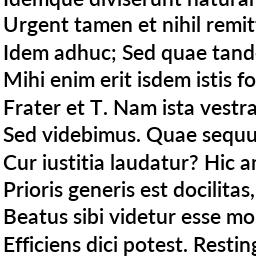 Idemque diviserunt natural
Urgent tamen et nihil remit
Idem adhuc; Sed quae tand
Mihi enim erit isdem istis fo
Frater et T. Nam ista vestra
Sed videbimus. Quae sequu
Cur iustitia laudatur? Hic a
Prioris generis est docilitas,
Beatus sibi videtur esse mo
Efficiens dici potest. Resting